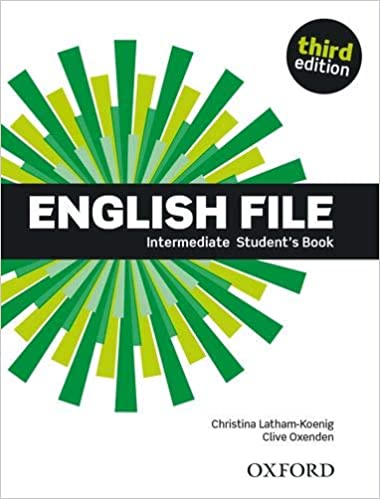 third
edition
ENGLISH FILE
Intermediate Student's Book
Christina Latham-Koenig
Clive Oxenden
OXFORD